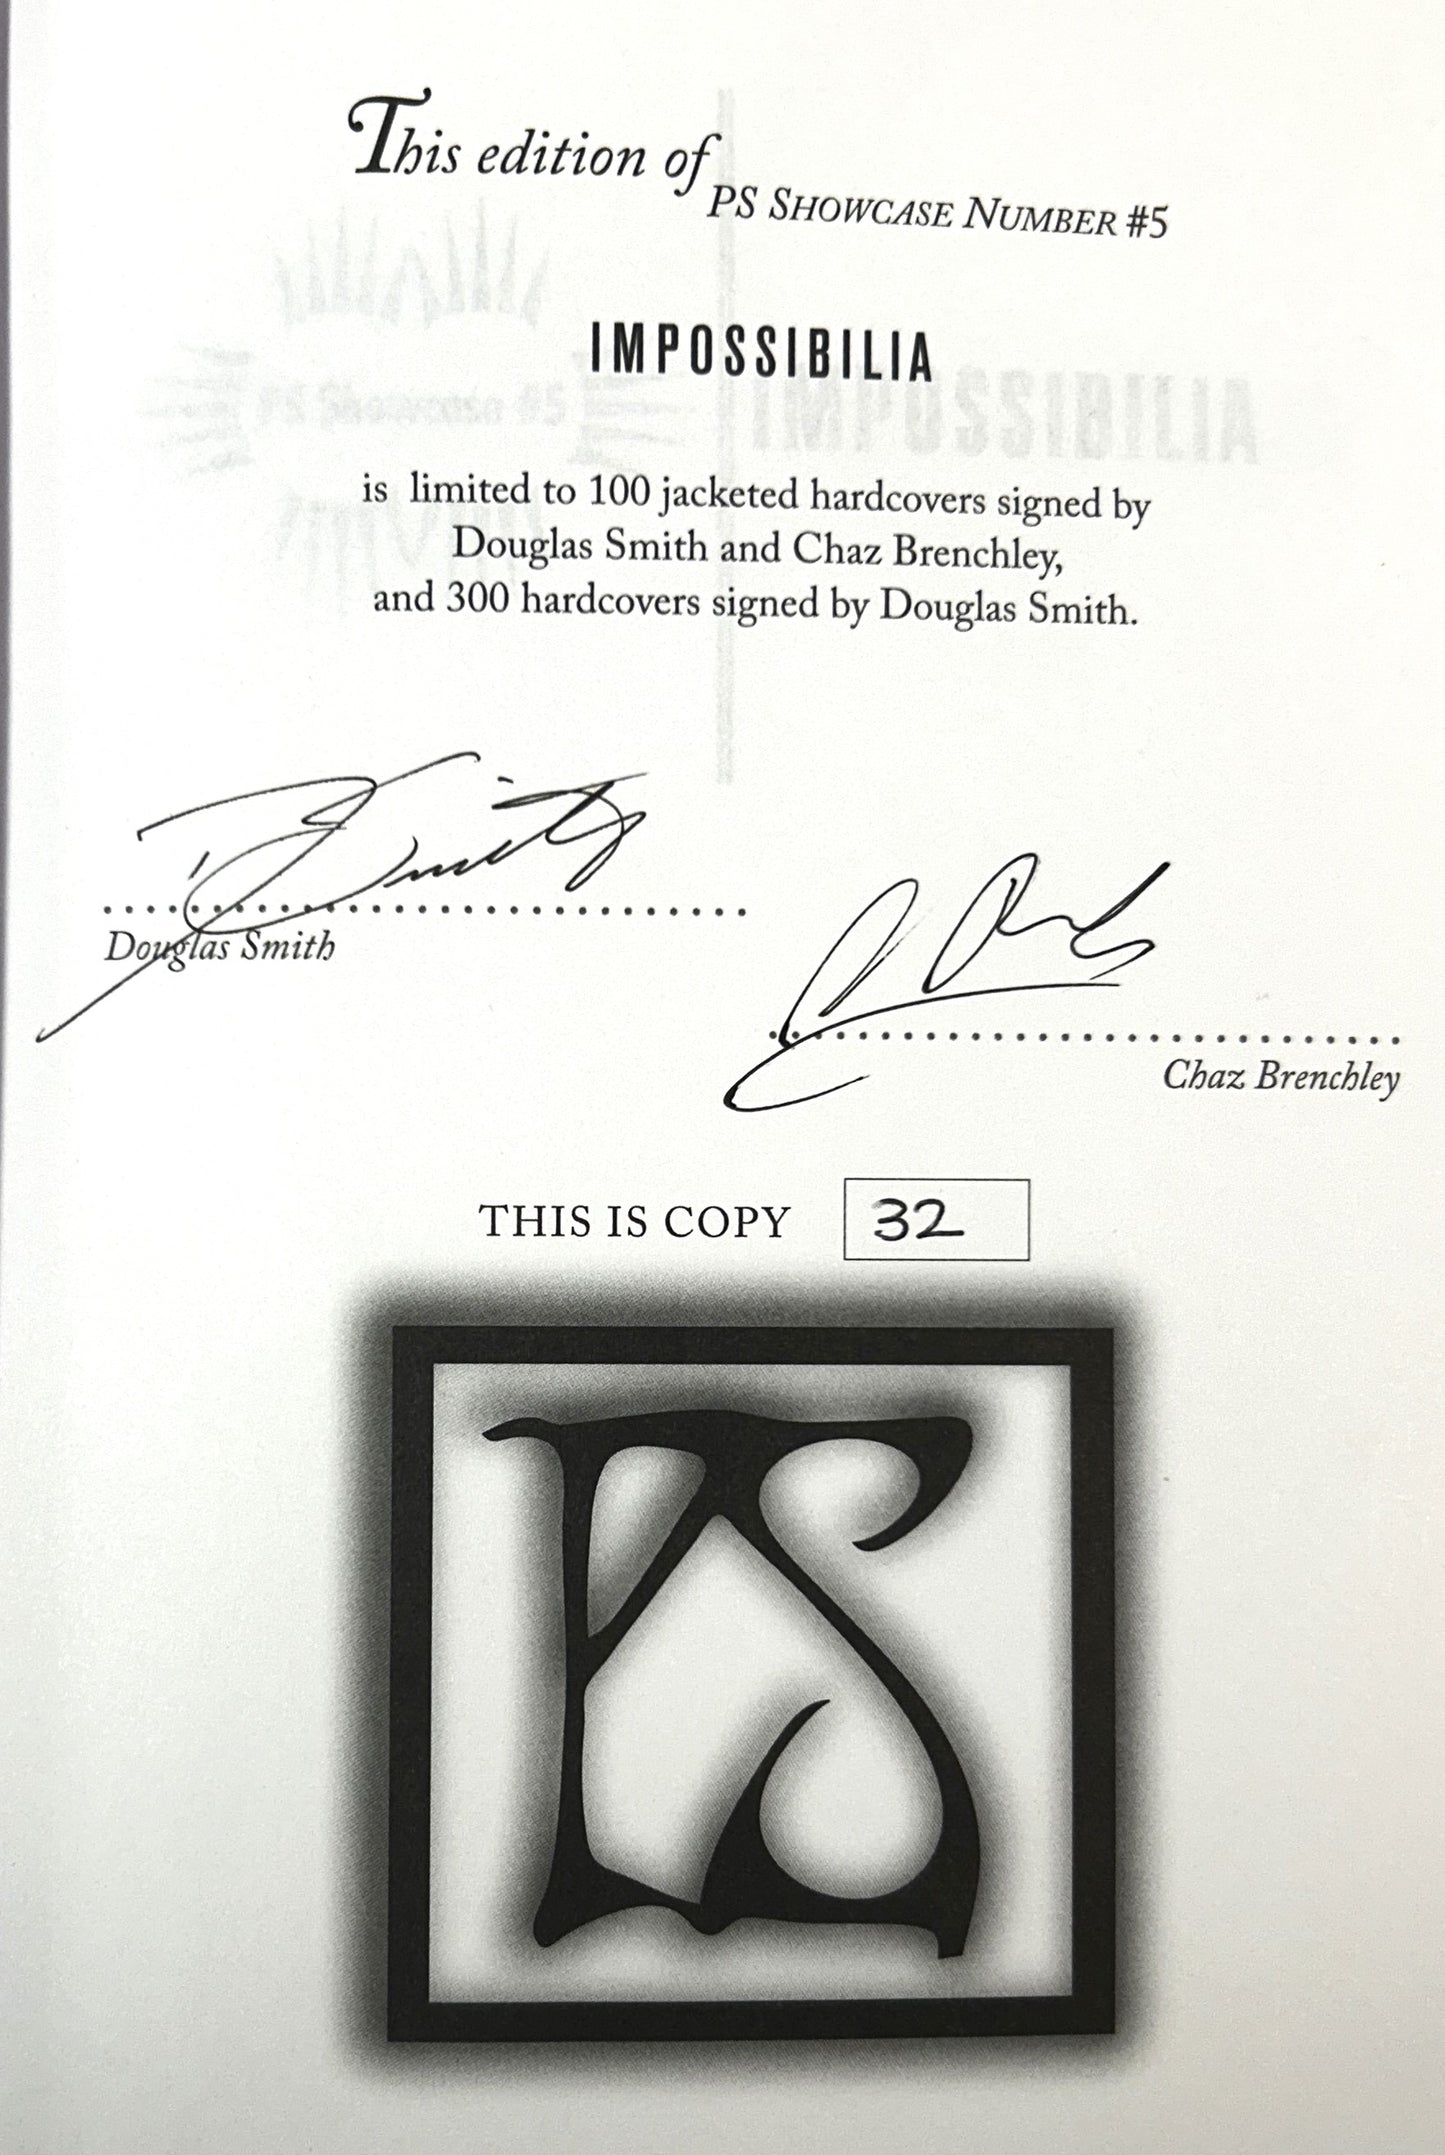 This edition of
PS SHOWCASE NUMBER #5
IMPOSSIBILIA
is limited to 100 jacketed hardcovers signed by
Douglas Smith and Chaz Brenchley,
and 300 hardcovers signed by Douglas Smith.
Douglas Smith
Chaz Brenchley
THIS IS COPY 32
PS